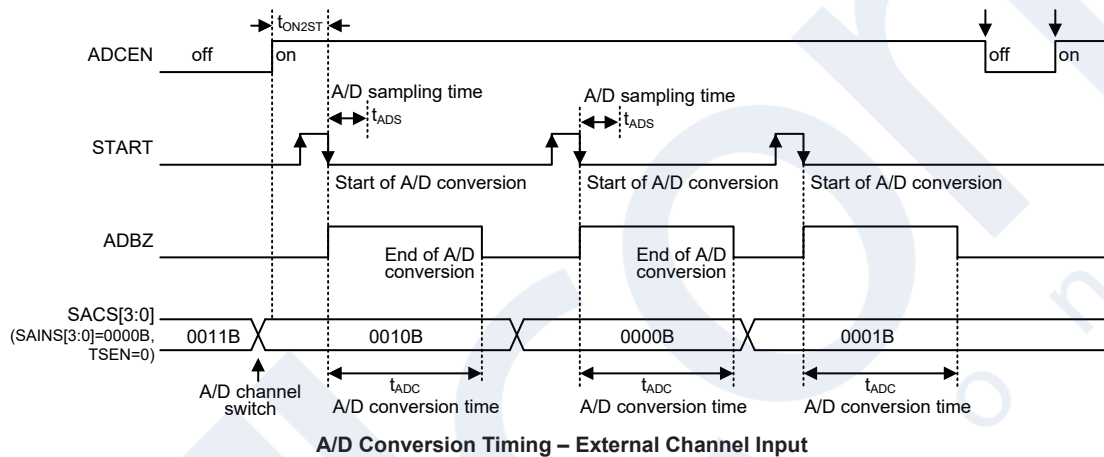 tON2ST
ADCEN
off
on
off
on
A/D sampling time
tADS
A/D sampling time
tADS
START
Start of A/D conversion
Start of A/D conversion
Start of A/D conversion
ADBZ
End of A/D
conversion
End of A/D
conversion
SACS[3:0]
(SAINS[3:0]=0000B,
TSEN=0)
0011B
0010B
0000B
0001B
A/D channel
switch
tADC
A/D conversion time
tADC
A/D conversion time
tADC
A/D conversion time
A/D Conversion Timing – External Channel Input